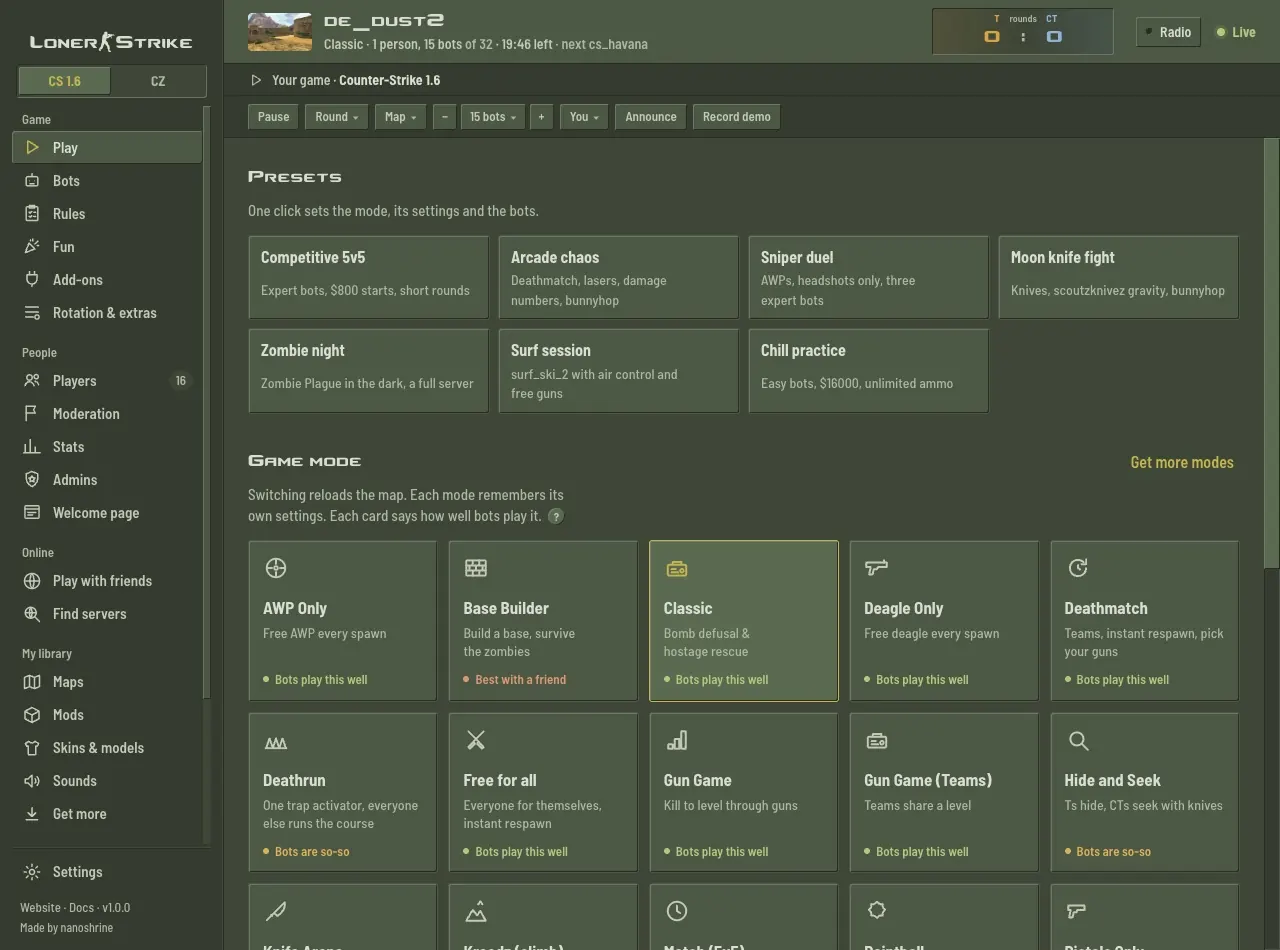 Loner Strike
CS 1.6
CZ
Game
Play
Bots
Rules
Fun
Add-ons
Rotation & extras
People
Players
16
Moderation
Stats
Admins
Welcome page
Online
Play with friends
Find servers
My library
Maps
Mods
Skins & models
Sounds
Get more
Settings
Website · Docs · v1.0.0
Made by nanoshrine
de_dust2
Classic · 1 person, 15 bots of 32 · 19:46 left · next cs_havana
T rounds CT
0 : 0
Radio
Live
Your game · Counter-Strike 1.6
Pause
Round
Map
−
15 bots
+
You
Announce
Record demo
Presets
One click sets the mode, its settings and the bots.
Competitive 5v5
Expert bots, $800 starts, short rounds
Arcade chaos
Deathmatch, lasers, damage
numbers, bunnyhop
Sniper duel
AWPs, headshots only, three
expert bots
Moon knife fight
Knives, scoutzknivez gravity, bunnyhop
Zombie night
Zombie Plague in the dark, a full server
Surf session
surf_ski_2 with air control and
free guns
Chill practice
Easy bots, $16000, unlimited ammo
Game mode
Get more modes
Switching reloads the map. Each mode remembers its
own settings. Each card says how well bots play it. ?
AWP Only
Free AWP every spawn
Bots play this well
Base Builder
Build a base, survive
the zombies
Best with a friend
Classic
Bomb defusal &
hostage rescue
Bots play this well
Deagle Only
Free deagle every spawn
Bots play this well
Deathmatch
Teams, instant respawn, pick
your guns
Bots play this well
Deathrun
One trap activator, everyone
else runs the course
Bots are so-so
Free for all
Everyone for themselves,
instant respawn
Bots play this well
Gun Game
Kill to level through guns
Bots play this well
Gun Game (Teams)
Teams share a level
Bots play this well
Hide and Seek
Ts hide, CTs seek with knives
Bots are so-so
Knife Arena
Kreedz (climb)
Match (5v5)
Paintball
Pistols Only